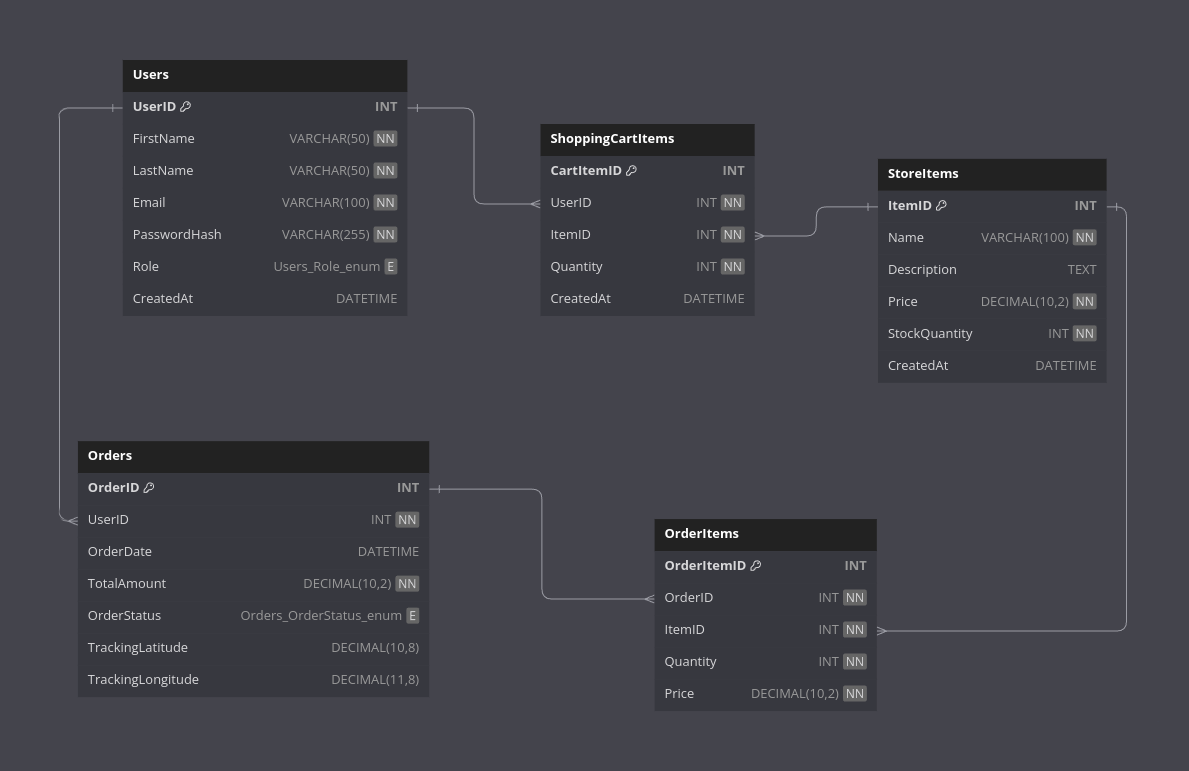 Users
UserID INT
FirstName VARCHAR(50) NN
LastName VARCHAR(50) NN
Email VARCHAR(100) NN
PasswordHash VARCHAR(255) NN
Role Users_Role_enum E
CreatedAt DATETIME
ShoppingCartItems
CartItemID INT
UserID INT NN
ItemID INT NN
Quantity INT NN
CreatedAt DATETIME
StoreItems
ItemID INT
Name VARCHAR(100) NN
Description TEXT
Price DECIMAL(10,2) NN
StockQuantity INT NN
CreatedAt DATETIME
Orders
OrderID INT
UserID INT NN
OrderDate DATETIME
TotalAmount DECIMAL(10,2) NN
OrderStatus Orders_OrderStatus_enum E
TrackingLatitude DECIMAL(10,8)
TrackingLongitude DECIMAL(11,8)
OrderItems
OrderItemID INT
OrderID INT NN
ItemID INT NN
Quantity INT NN
Price DECIMAL(10,2) NN